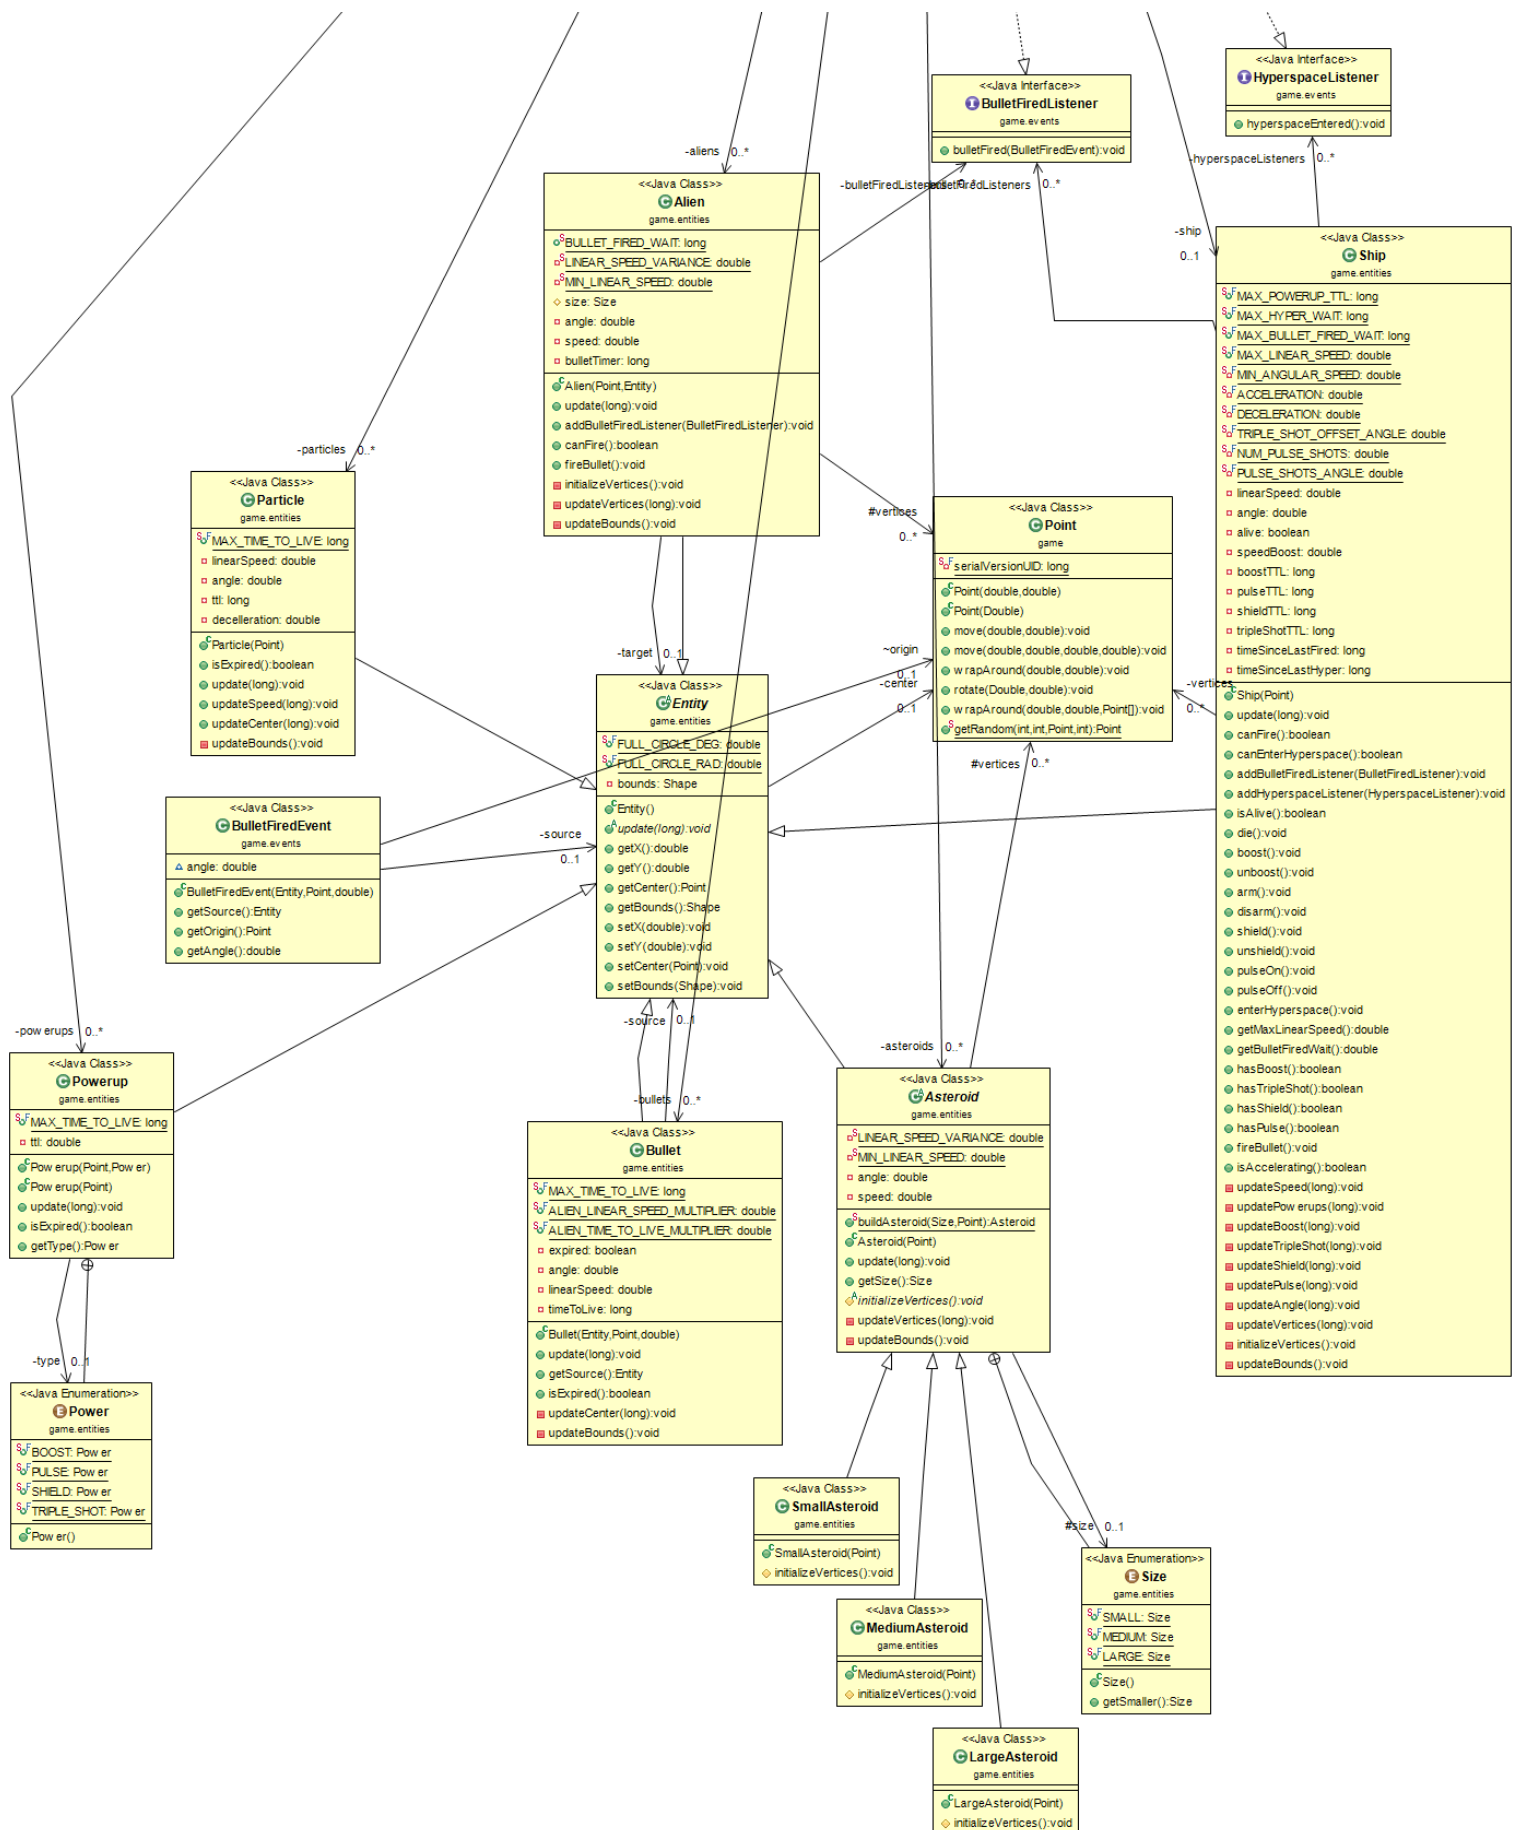 <<Java Interface>>
HyperspaceListener
game.events
hyperspaceEntered():void
<<Java Interface>>
BulletFiredListener
game.events
bulletFired(BulletFiredEvent):void
-hyperspaceListeners 0..*
-aliens 0..*
-bulletFiredListeners 0..*
-bulletFiredListeners 0..*
<<Java Class>>
Alien
game.entities
BULLET_FIRED_WAIT: long
LINEAR_SPEED_VARIANCE: double
MIN_LINEAR_SPEED: double
size: Size
angle: double
speed: double
bulletTimer: long
Alien(Point,Entity)
update(long):void
addBulletFiredListener(BulletFiredListener):void
canFire():boolean
fireBullet():void
initializeVertices():void
updateVertices(long):void
updateBounds():void
-ship
0..1
<<Java Class>>
Ship
game.entities
MAX_POWERUP_TTL: long
MAX_HYPER_WAIT: long
MAX_BULLET_FIRED_WAIT: long
MAX_LINEAR_SPEED: double
MIN_ANGULAR_SPEED: double
ACCELERATION: double
DECELERATION: double
TRIPLE_SHOT_OFFSET_ANGLE: double
NUM_PULSE_SHOTS: double
PULSE_SHOTS_ANGLE: double
linearSpeed: double
angle: double
alive: boolean
speedBoost: double
boostTTL: long
pulseTTL: long
shieldTTL: long
tripleShotTTL: long
timeSinceLastFired: long
timeSinceLastHyper: long
Ship(Point)
update(long):void
canFire():boolean
canEnterHyperspace():boolean
addBulletFiredListener(BulletFiredListener):void
addHyperspaceListener(HyperspaceListener):void
isAlive():boolean
die():void
boost():void
unboost():void
arm():void
disarm():void
shield():void
unshield():void
pulseOn():void
pulseOff():void
enterHyperspace():void
getMaxLinearSpeed():double
getBulletFiredWait():double
hasBoost():boolean
hasTripleShot():boolean
hasShield():boolean
hasPulse():boolean
fireBullet():void
isAccelerating():boolean
updateSpeed(long):void
updatePowerups(long):void
updateBoost(long):void
updateTripleShot(long):void
updateShield(long):void
updatePulse(long):void
updateAngle(long):void
updateVertices(long):void
initializeVertices():void
updateBounds():void
-particles 0..*
<<Java Class>>
Particle
game.entities
MAX_TIME_TO_LIVE: long
linearSpeed: double
angle: double
ttl: long
decelleration: double
Particle(Point)
isExpired():boolean
update(long):void
updateSpeed(long):void
updateCenter(long):void
updateBounds():void
#vertices
0..*
<<Java Class>>
Point
game
serialVersionUID: long
Point(double,double)
Point(Double)
move(double,double):void
move(double,double,double,double):void
wrapAround(double,double):void
rotate(Double,double):void
wrapAround(double,double,Point[]):void
getRandom(int,int,Point,int):Point
-target 0..1
~origin
0..1
-center
0..1
-vertices
0..*
#vertices 0..*
<<Java Class>>
Entity
game.entities
FULL_CIRCLE_DEG: double
FULL_CIRCLE_RAD: double
bounds: Shape
Entity()
update(long):void
getX():double
getY():double
getCenter():Point
getBounds():Shape
setX(double):void
setY(double):void
setCenter(Point):void
setBounds(Shape):void
<<Java Class>>
BulletFiredEvent
game.events
angle: double
BulletFiredEvent(Entity,Point,double)
getSource():Entity
getOrigin():Point
getAngle():double
-source
0..1
-powerups 0..*
<<Java Class>>
Powerup
game.entities
MAX_TIME_TO_LIVE: long
ttl: double
Powerup(Point,Power)
Powerup(Point)
update(long):void
isExpired():boolean
getType():Power
-type 0..1
<<Java Enumeration>>
Power
game.entities
BOOST: Power
PULSE: Power
SHIELD: Power
TRIPLE_SHOT: Power
Power()
-source 0..1
-bullets 0..*
<<Java Class>>
Bullet
game.entities
MAX_TIME_TO_LIVE: long
ALIEN_LINEAR_SPEED_MULTIPLIER: double
ALIEN_TIME_TO_LIVE_MULTIPLIER: double
expired: boolean
angle: double
linearSpeed: double
timeToLive: long
Bullet(Entity,Point,double)
update(long):void
getSource():Entity
isExpired():boolean
updateCenter(long):void
updateBounds():void
-asteroids 0..*
<<Java Class>>
Asteroid
game.entities
LINEAR_SPEED_VARIANCE: double
MIN_LINEAR_SPEED: double
angle: double
speed: double
buildAsteroid(Size,Point):Asteroid
Asteroid(Point)
update(long):void
getSize():Size
initializeVertices():void
updateVertices(long):void
updateBounds():void
<<Java Class>>
SmallAsteroid
game.entities
SmallAsteroid(Point)
initializeVertices():void
#size 0..1
<<Java Enumeration>>
Size
game.entities
SMALL: Size
MEDIUM: Size
LARGE: Size
Size()
getSmaller():Size
<<Java Class>>
MediumAsteroid
game.entities
MediumAsteroid(Point)
initializeVertices():void
<<Java Class>>
LargeAsteroid
game.entities
LargeAsteroid(Point)
initializeVertices():void